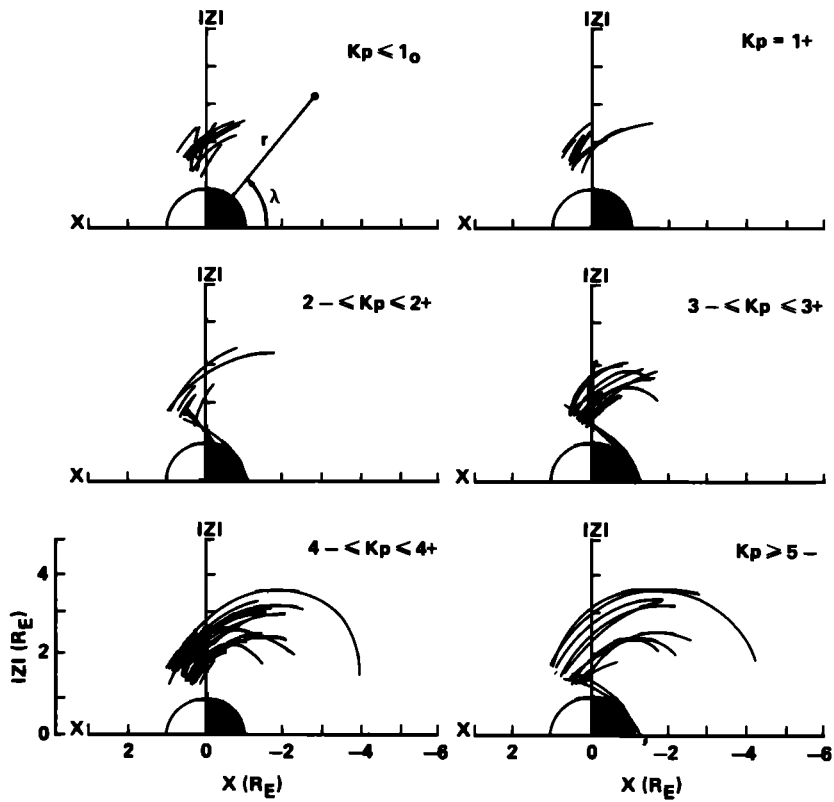 |Z| |Z|
Kp ⩽ 1o Kp = 1+
r
λ
X X
|Z| |Z|
2 – ⩽ Kp ⩽ 2+ 3 – ⩽ Kp ⩽ 3+
X X
|Z| |Z|
4 – ⩽ Kp ⩽ 4+ Kp ⩾ 5 –
4
|Z| (RE)
2
0 X X
2 0 –2 –4 –6 2 0 –2 –4 –6
X (RE) X (RE)